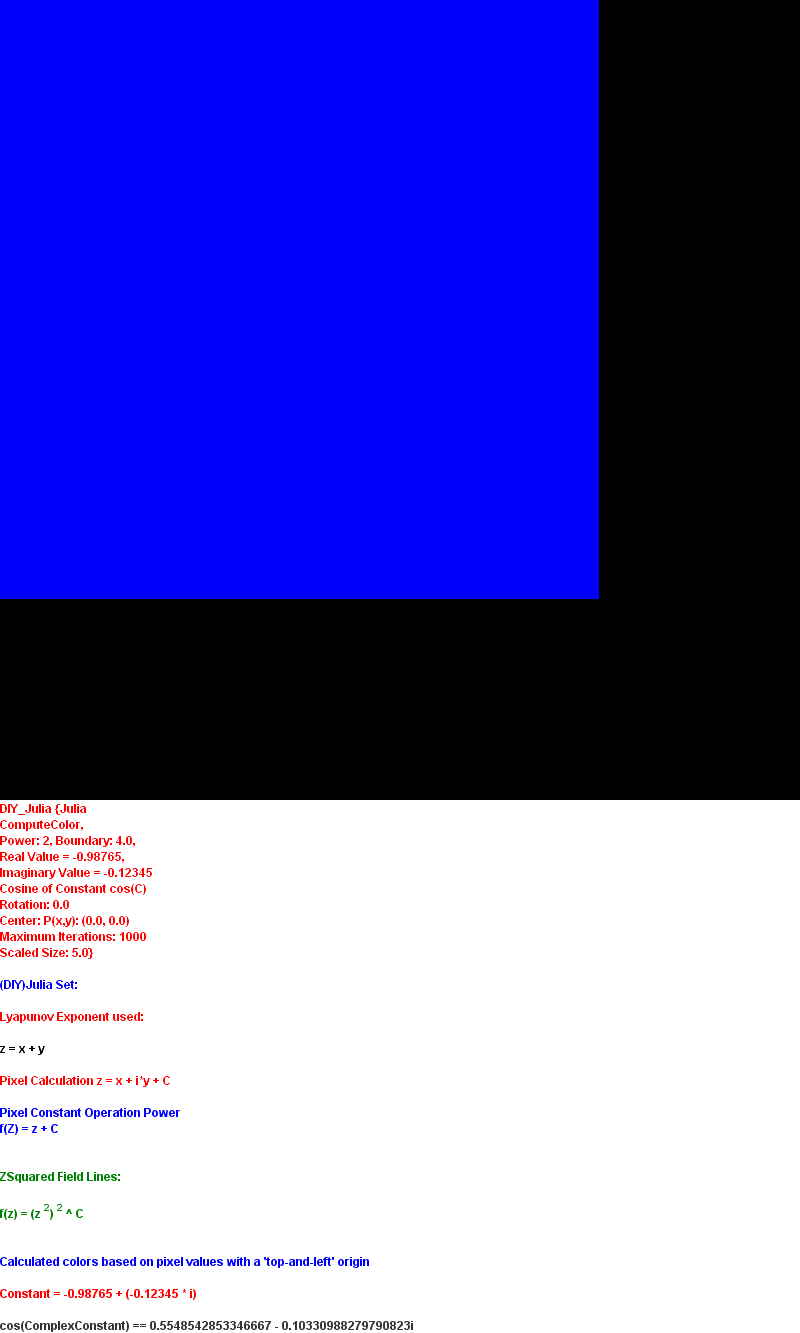 DIY_Julia {Julia
ComputeColor,
Power: 2, Boundary: 4.0,
Real Value = -0.98765,
Imaginary Value = -0.12345
Cosine of Constant cos(C)
Rotation: 0.0
Center: P(x,y): (0.0, 0.0)
Maximum Iterations: 1000
Scaled Size: 5.0}
(DIY)Julia Set:
Lyapunov Exponent used:
z = x + y
Pixel Calculation z = x + i*y + C
Pixel Constant Operation Power
f(Z) = z + C
ZSquared Field Lines:
f(z) = (z ²) ² ^ C
Calculated colors based on pixel values with a 'top-and-left' origin
Constant = -0.98765 + (-0.12345 * i)
cos(ComplexConstant) == 0.5548542853346667 - 0.10330988279790823i